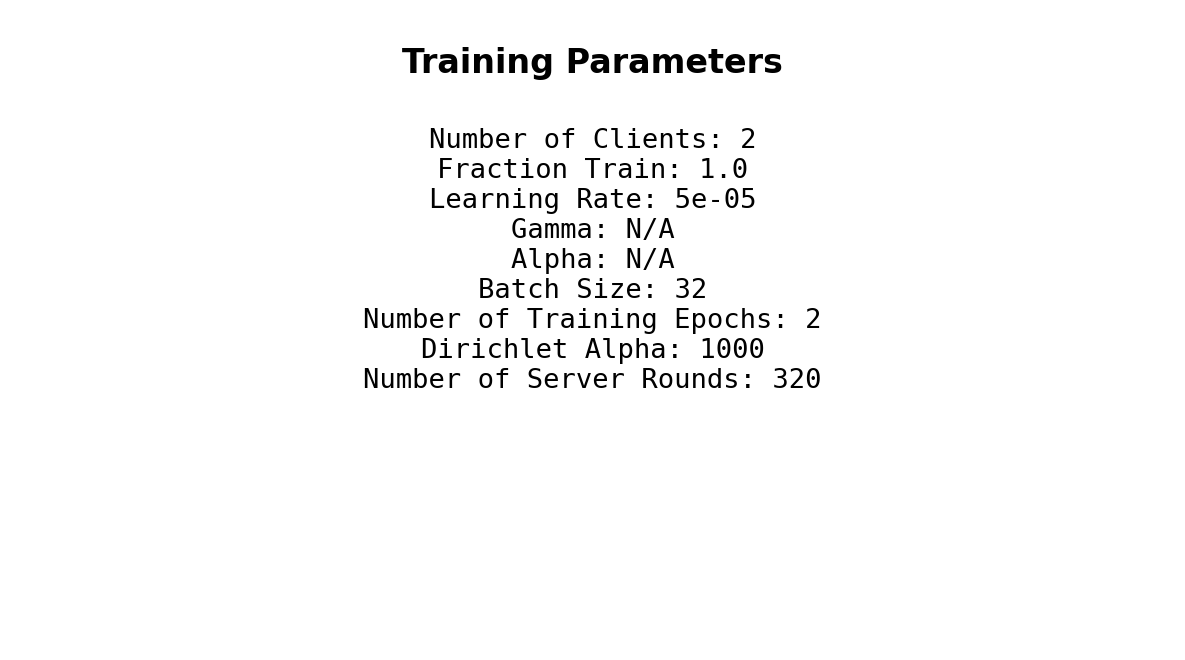 Training Parameters
Number of Clients: 2
Fraction Train: 1.0
Learning Rate: 5e-05
Gamma: N/A
Alpha: N/A
Batch Size: 32
Number of Training Epochs: 2
Dirichlet Alpha: 1000
Number of Server Rounds: 320